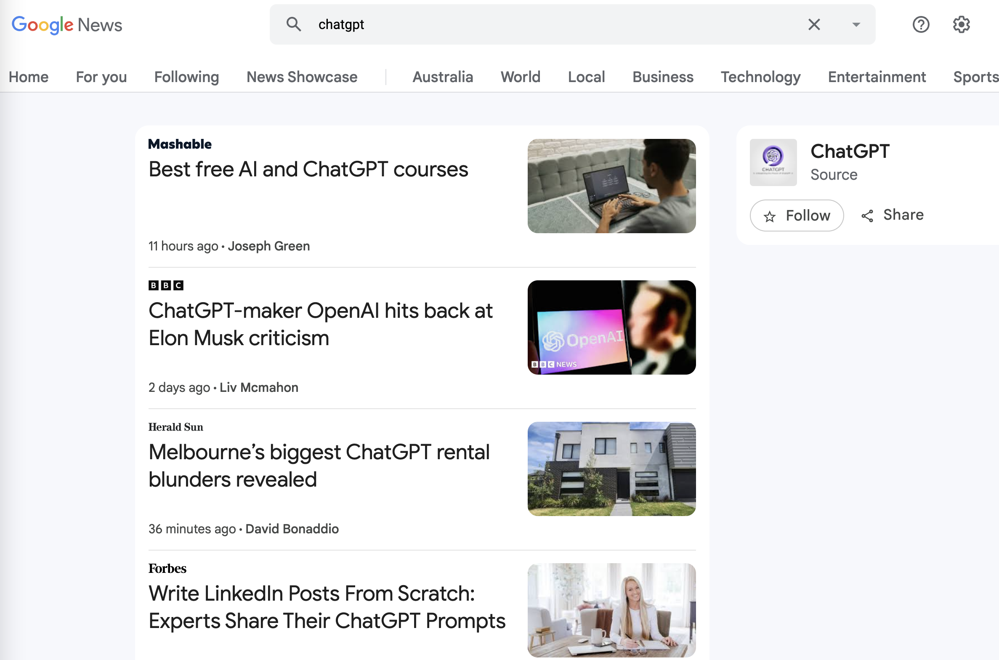 Google News
chatgpt
Home For you Following News Showcase Australia World Local Business Technology Entertainment Sports
Mashable
Best free AI and ChatGPT courses
11 hours ago • Joseph Green
BBC
ChatGPT-maker OpenAI hits back at
Elon Musk criticism
OpenAI
BBC NEWS
2 days ago • Liv Mcmahon
Herald Sun
Melbourne’s biggest ChatGPT rental
blunders revealed
36 minutes ago • David Bonaddio
Forbes
Write LinkedIn Posts From Scratch:
Experts Share Their ChatGPT Prompts
CHATGPT
ChatGPT
Source
Follow Share